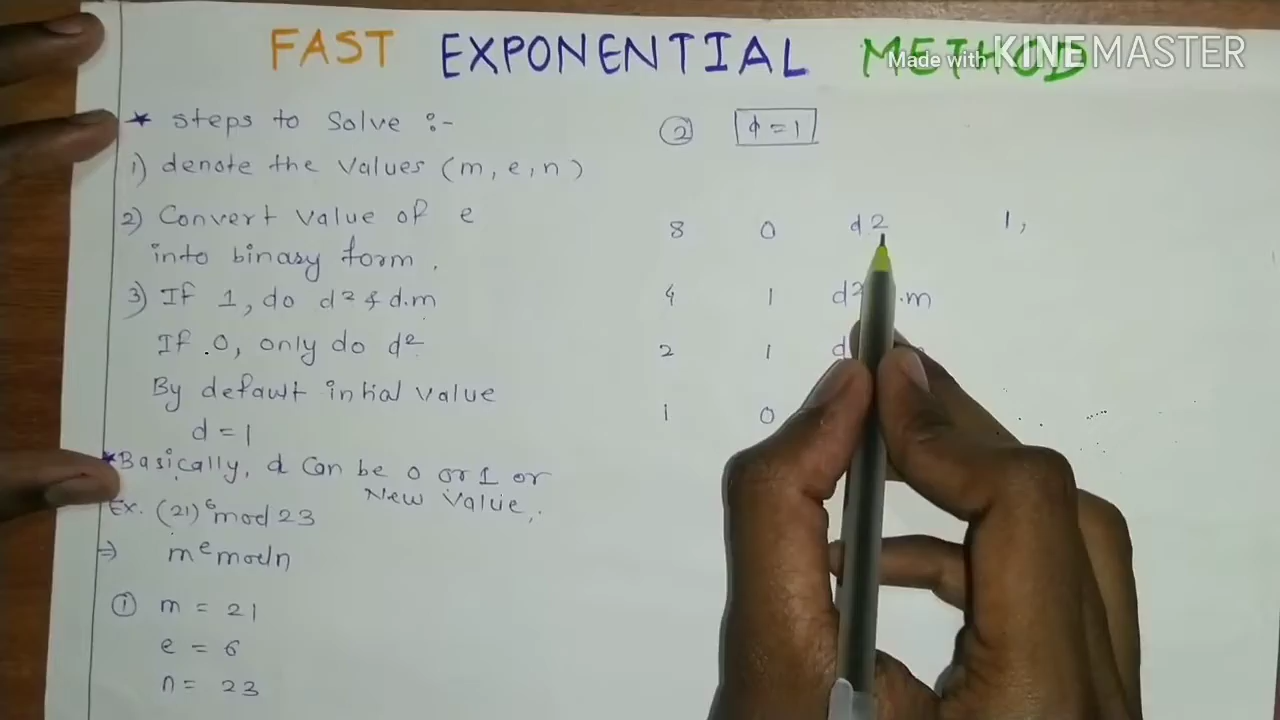 FAST EXPONENTIAL METHOD
Made with KINEMASTER
* Steps to Solve :-
1) denote the values (m, e, n)
2) Convert value of e
into binary form.
3) If 1, do d² & d.m
If 0, only do d²
By default intial value
d = 1
* Basically, d can be 0 or 1 or
New value.
Ex. (21)⁶ mod 23
=> mᵉ mod n
① m = 21
e = 6
n = 23
② d = 1
8 0 d2 1,
4 1 d² .m
2 1 d
1 0